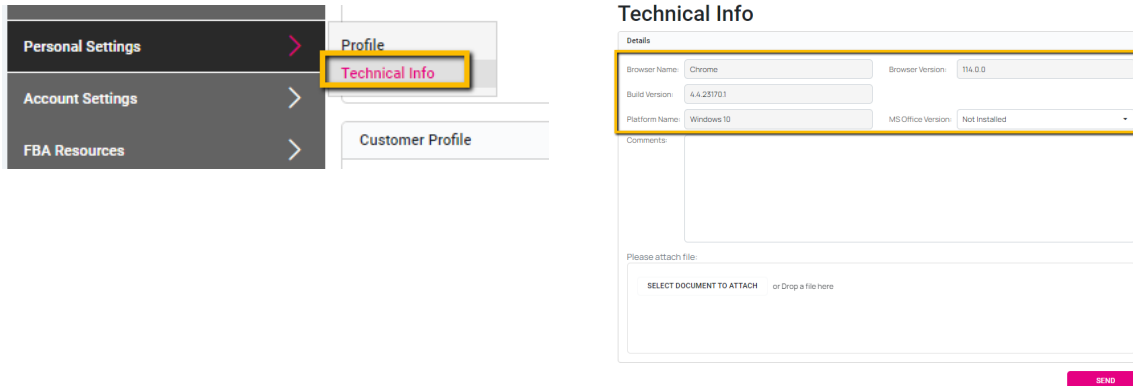 Personal Settings
Profile
Technical Info
Account Settings
Customer Profile
FBA Resources
Technical Info
Details
Browser Name: Chrome Browser Version: 114.0.0
Build Version: 4.4.23170.1
Platform Name: Windows 10 MS Office Version: Not Installed
Comments:
Please attach file:
SELECT DOCUMENT TO ATTACH or Drop a file here
SEND